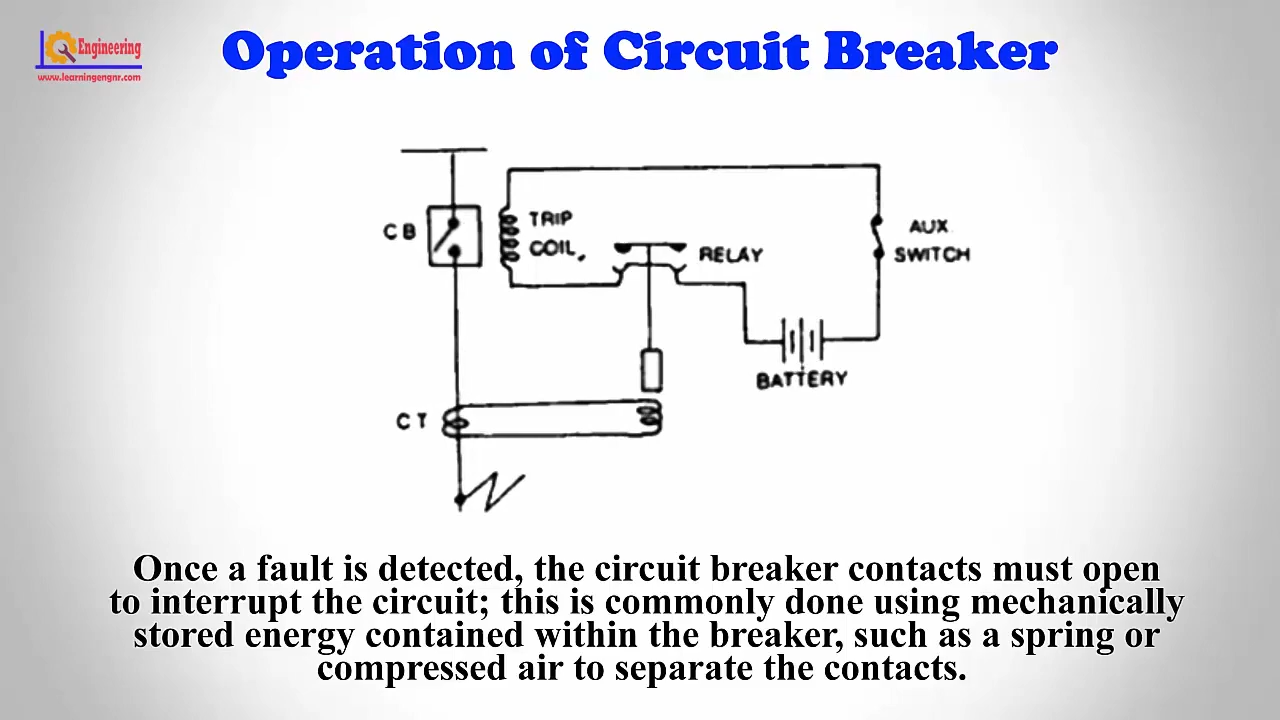 Engineering
www.learningengnr.com
Operation of Circuit Breaker
CB
TRIP
COIL,
RELAY
AUX.
SWITCH
BATTERY
CT
Once a fault is detected, the circuit breaker contacts must open
to interrupt the circuit; this is commonly done using mechanically
stored energy contained within the breaker, such as a spring or
compressed air to separate the contacts.